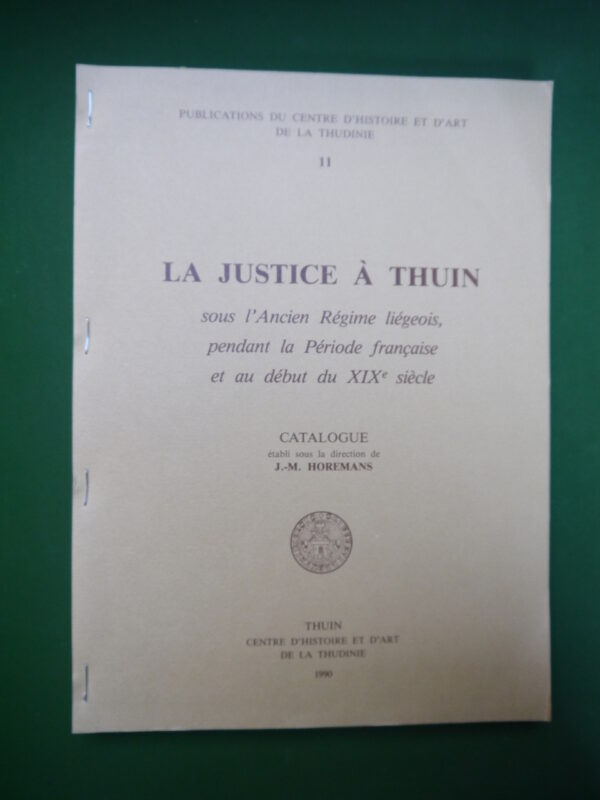 PUBLICATIONS DU CENTRE D'HISTOIRE ET D'ART
DE LA THUDINIE
11
LA JUSTICE À THUIN
sous l'Ancien Régime liégeois,
pendant la Période française
et au début du XIXe siècle
CATALOGUE
établi sous la direction de
J.-M. HOREMANS
THUIN
CENTRE D'HISTOIRE ET D'ART
DE LA THUDINIE
1990